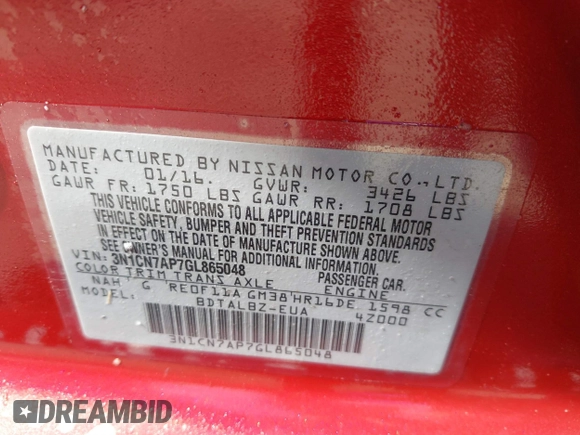 MANUFACTURED BY NISSAN MOTOR CO., LTD.
DATE: 01/16. GVWR: 3426 LBS
GAWR FR: 1750 LBS GAWR RR: 1708 LBS
THIS VEHICLE CONFORMS TO ALL APPLICABLE FEDERAL MOTOR
VEHICLE SAFETY, BUMPER AND THEFT PREVENTION STANDARDS
IN EFFECT ON THE DATE OF MANUFACTURE SHOWN ABOVE.
SEE OWNER'S MANUAL FOR ADDITIONAL INFORMATION.
VIN: 3N1CN7AP7GL865048 PASSENGER CAR.
COLOR TRIM TRANS AXLE ENGINE
NAH G RE0F11A GM38 HR16DE 1598 CC
MODEL: BDTALBZ-EUA 4Z000
3N1CN7AP7GL865048
DREAMBID